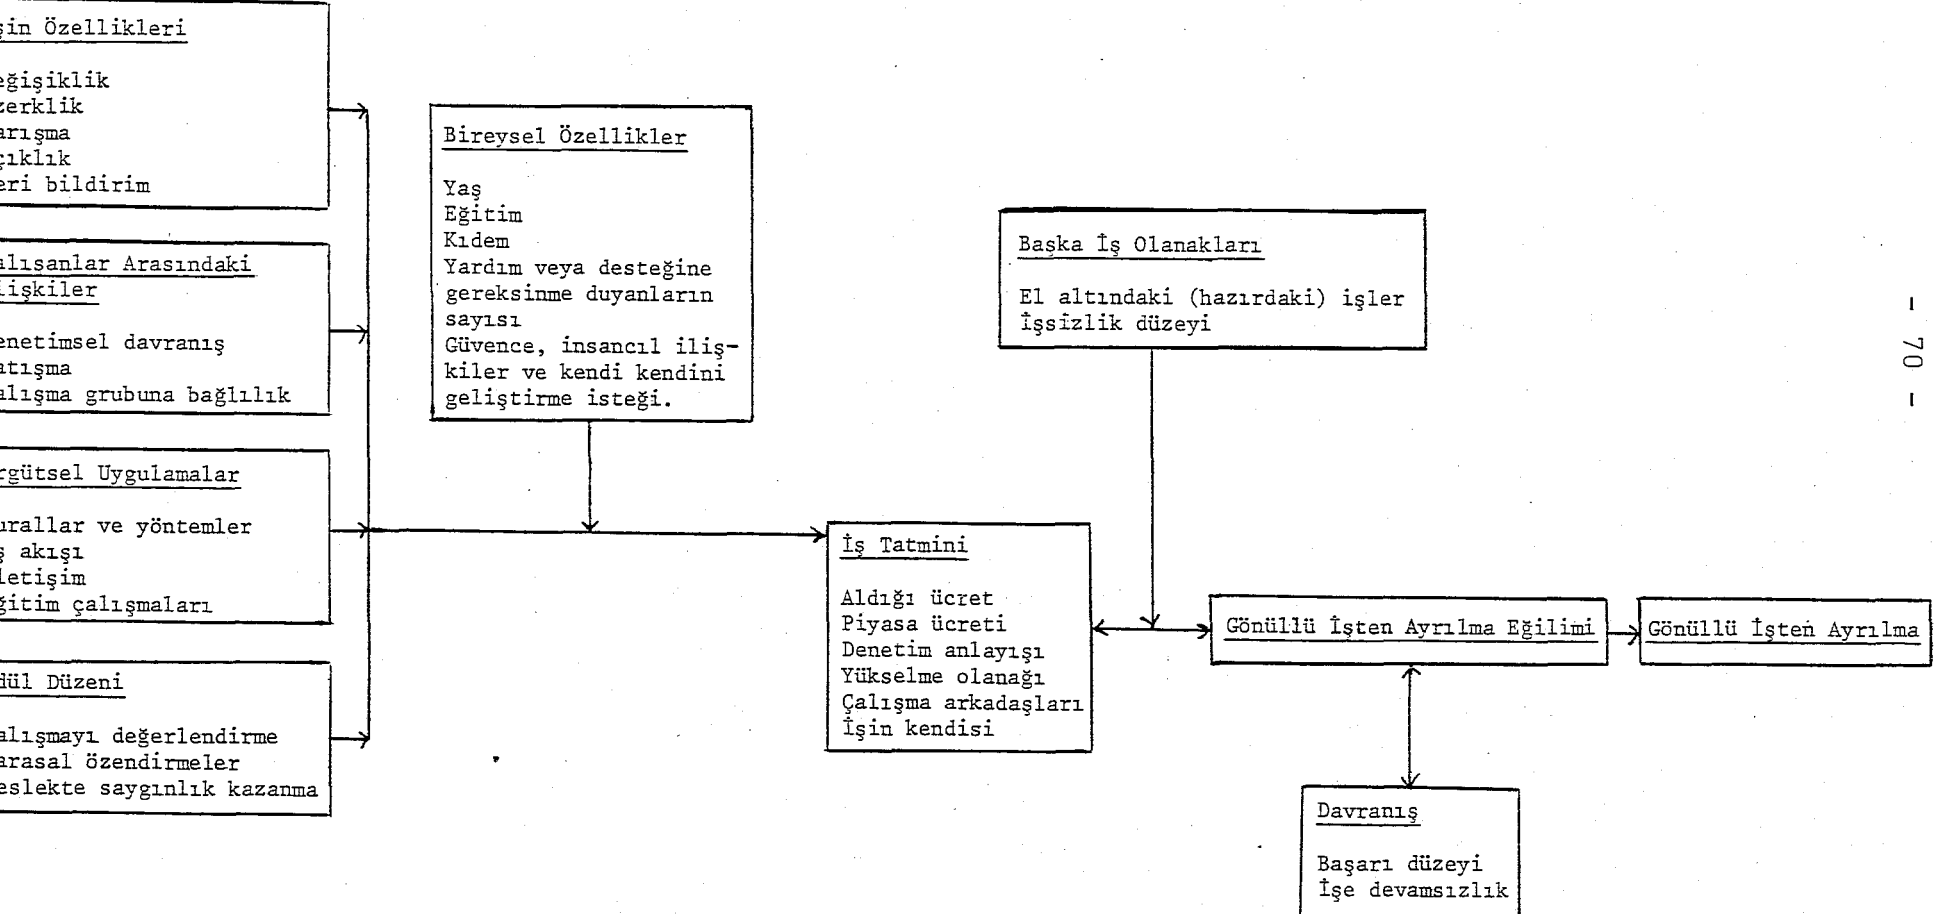 şin Özellikleri
eğişiklik
zerklik
arışma
çıklık
eri bildirim
alışanlar Arasındaki
lişkiler
enetimsel davranış
atışma
alışma grubuna bağlılık
rgütsel Uygulamalar
urallar ve yöntemler
ş akışı
letişim
ğitim çalışmaları
dül Düzeni
alışmayı değerlendirme
arasal özendirmeler
eslekte saygınlık kazanma
Bireysel Özellikler
Yaş
Eğitim
Kıdem
Yardım veya desteğine
gereksinme duyanların
sayısı
Güvence, insancıl iliş-
kiler ve kendi kendini
geliştirme isteği.
İş Tatmini
Aldığı ücret
Piyasa ücreti
Denetim anlayışı
Yükselme olanağı
Çalışma arkadaşları
İşin kendisi
Başka İş Olanakları
El altındaki (hazırdaki) işler
İşsizlik düzeyi
Gönüllü İşten Ayrılma Eğilimi
Gönüllü İşten Ayrılma
Davranış
Başarı düzeyi
İşe devamsızlık
- 70 -